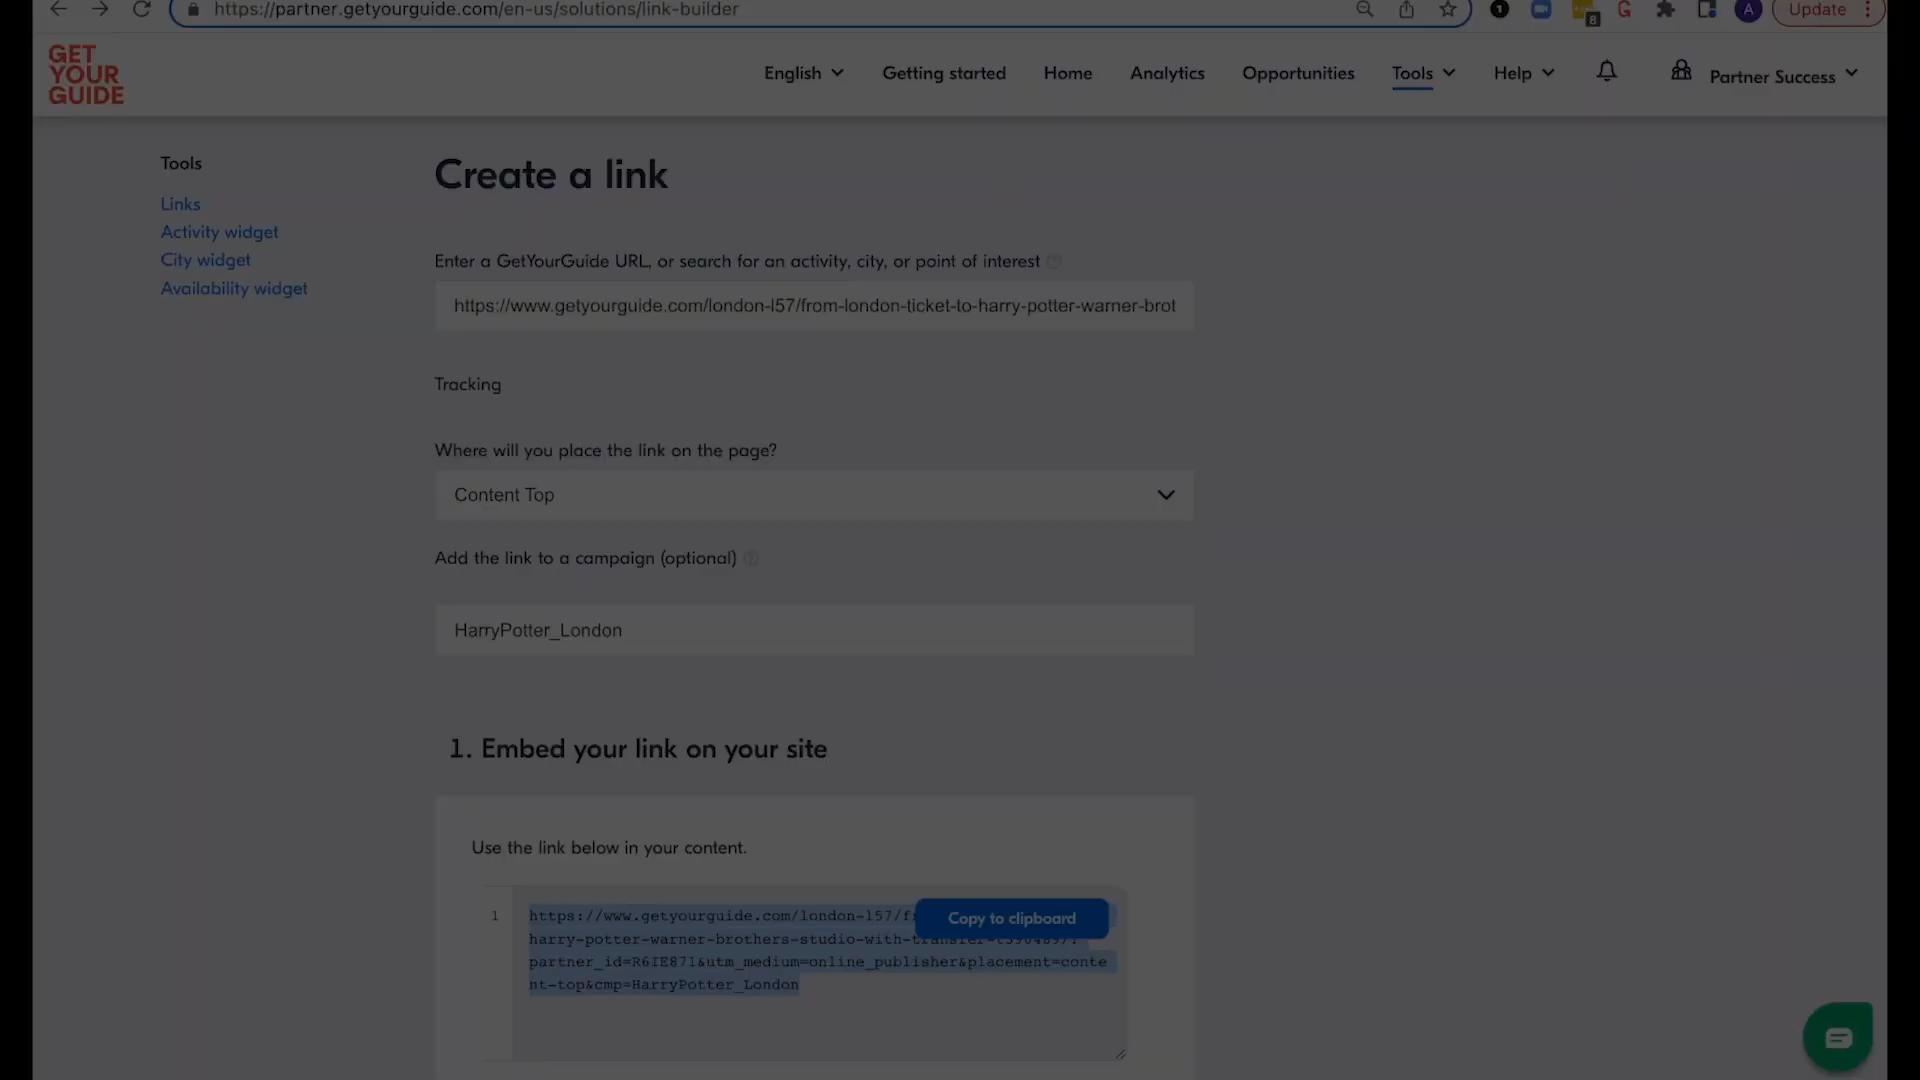 https://partner.getyourguide.com/en-us/solutions/link-builder
1
8
G
A
Update
GET
YOUR
GUIDE
English
Getting started
Home
Analytics
Opportunities
Tools
Help
Partner Success
Tools
Links
Activity widget
City widget
Availability widget
Create a link
Enter a GetYourGuide URL, or search for an activity, city, or point of interest
https://www.getyourguide.com/london-l57/from-london-ticket-to-harry-potter-warner-brot
Tracking
Where will you place the link on the page?
Content Top
Add the link to a campaign (optional)
HarryPotter_London
1. Embed your link on your site
Use the link below in your content.
1
https://www.getyourguide.com/london-l57/f
Copy to clipboard
harry-potter-warner-brothers-studio-with-transfer-
partner_id=R6IE871&utm_medium=online_publisher&placement=conte
nt-top&cmp=HarryPotter_London